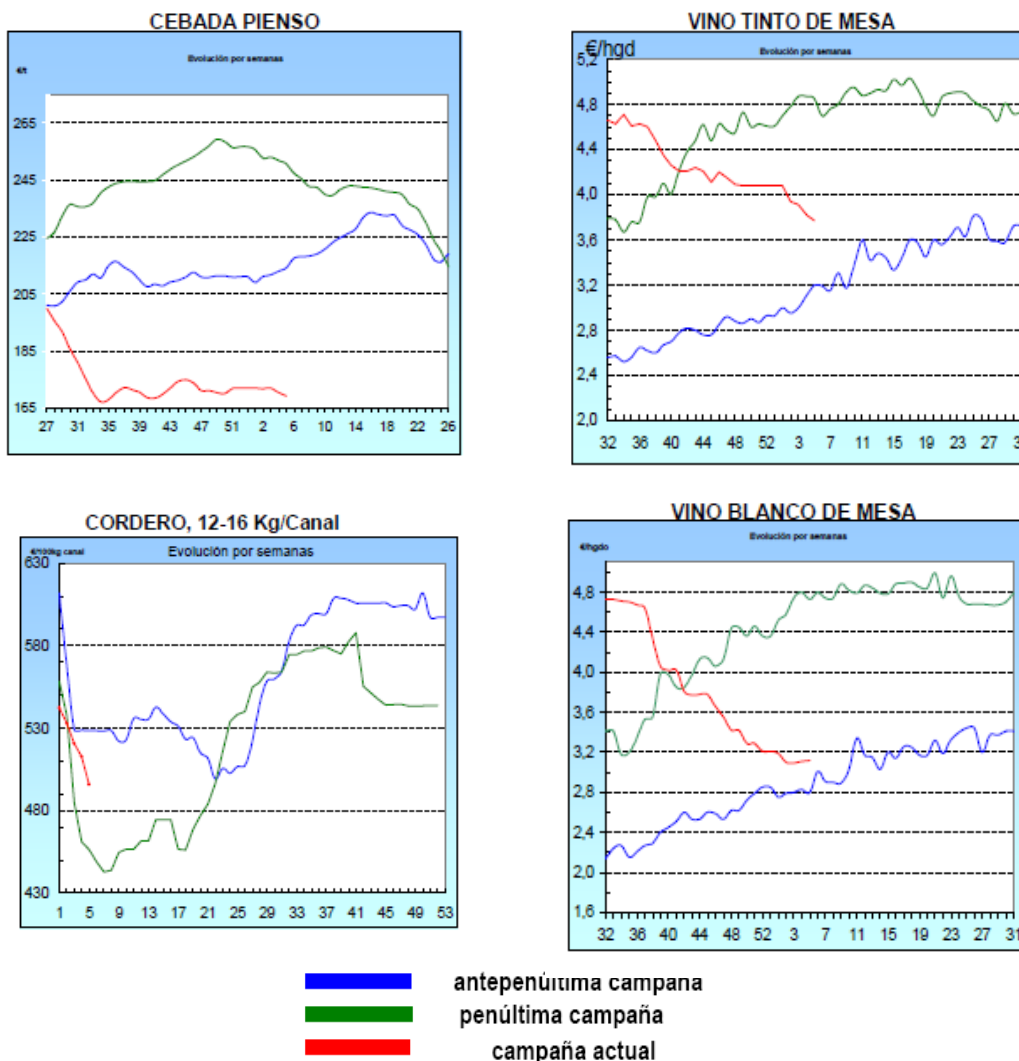 CEBADA PIENSO
Evolución por semanas
€/t
265
245
225
205
185
165
27 31 35 39 43 47 51 2 6 10 14 18 22 26
VINO TINTO DE MESA
€/hgd
Evolución por semanas
5,2
4,8
4,4
4,0
3,6
3,2
2,8
2,4
2,0
32 36 40 44 48 52 3 7 11 15 19 23 27 3
CORDERO, 12-16 Kg/Canal
€/100kg canal
Evolución por semanas
630
580
530
480
430
1 5 9 13 17 21 25 29 33 37 41 45 49 53
VINO BLANCO DE MESA
Evolución por semanas
€/hgdo
4,8
4,4
4,0
3,6
3,2
2,8
2,4
2,0
1,6
32 36 40 44 48 52 3 7 11 15 19 23 27 31
antepenúltima campaña
penúltima campaña
campaña actual